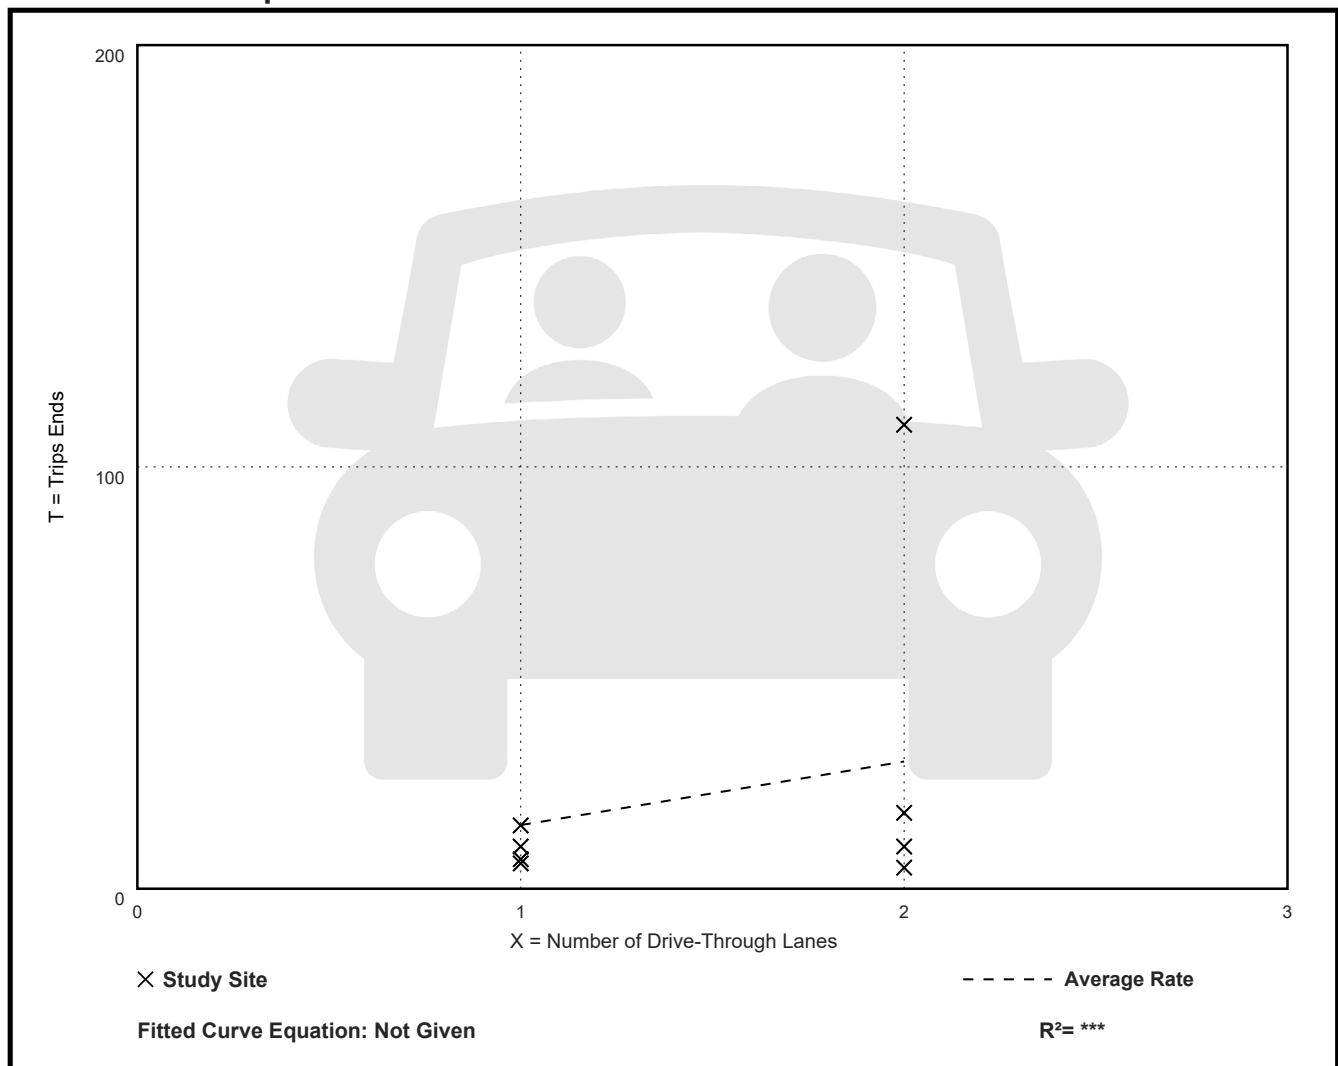 200
100
0
T = Trips Ends
0 1 2 3
X = Number of Drive-Through Lanes
Study Site Average Rate
Fitted Curve Equation: Not Given R²= ***